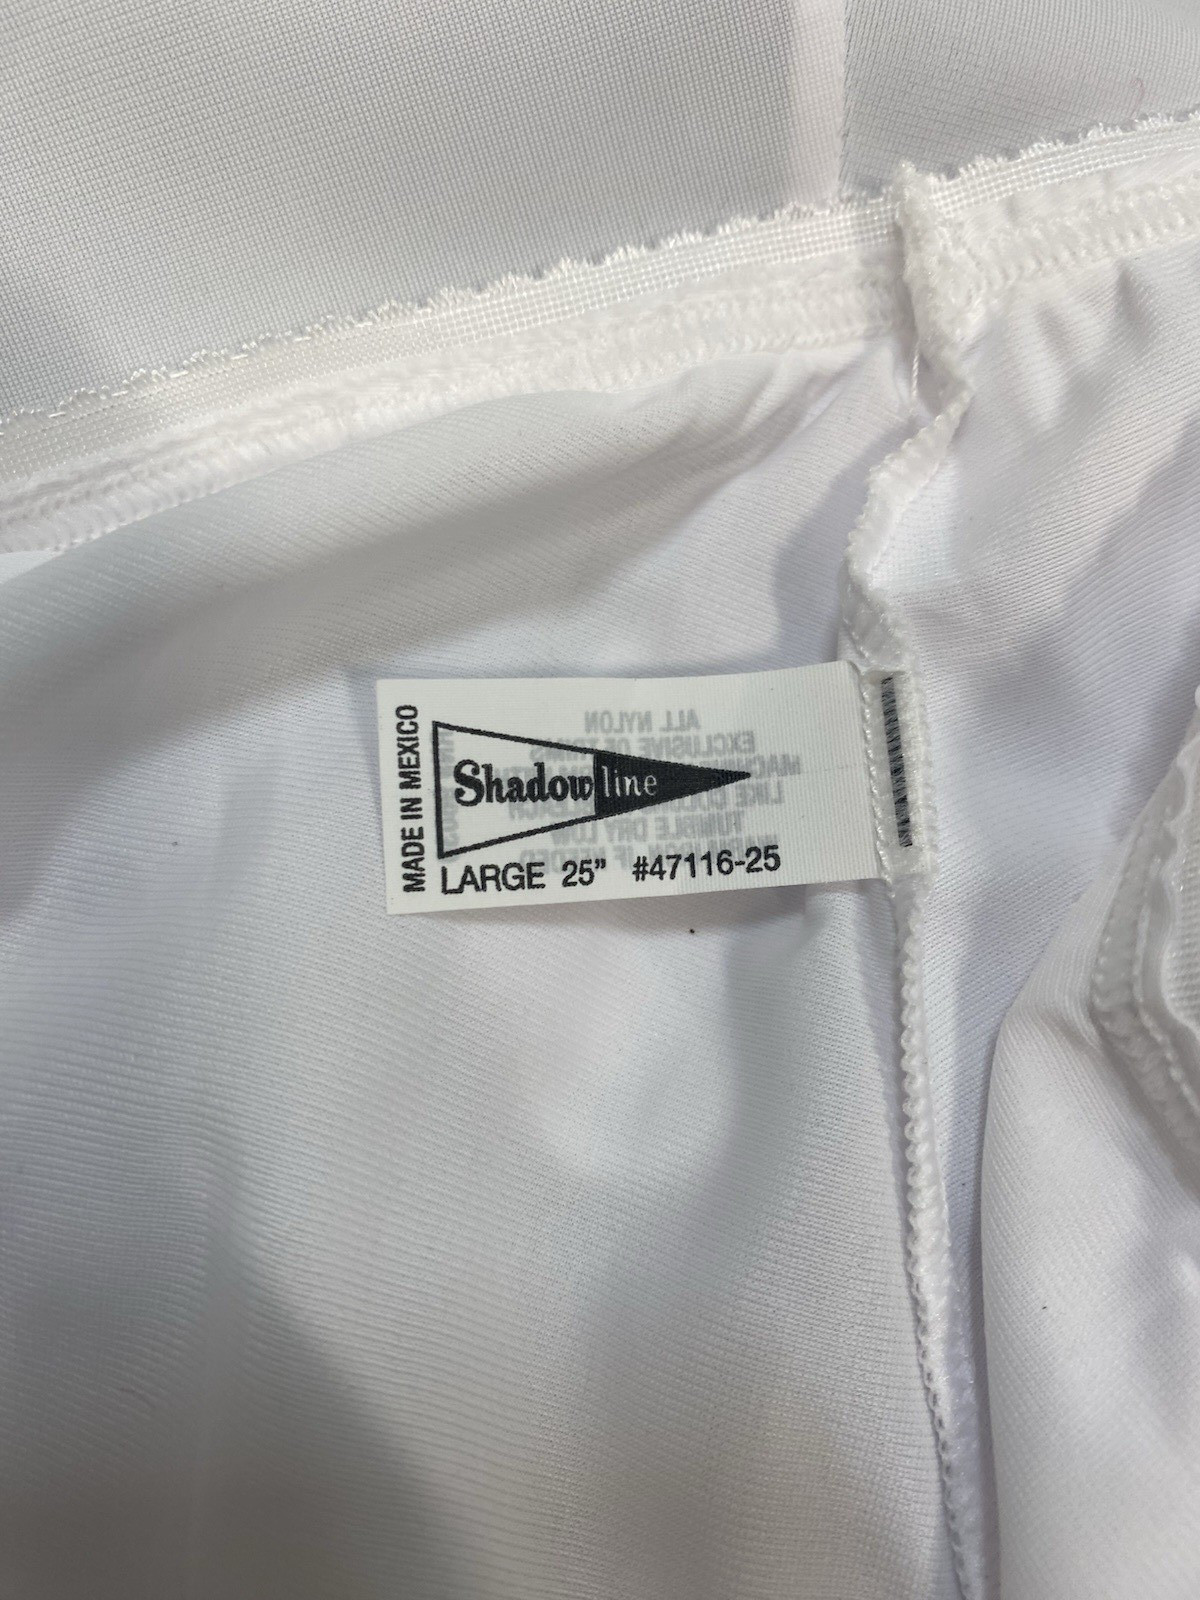 MADE IN MEXICO
Shadowline
LARGE 25” #47116-25
ALL NYLON
EXCLUSIVE OF TRIMS
TUMBLE DRY LOW